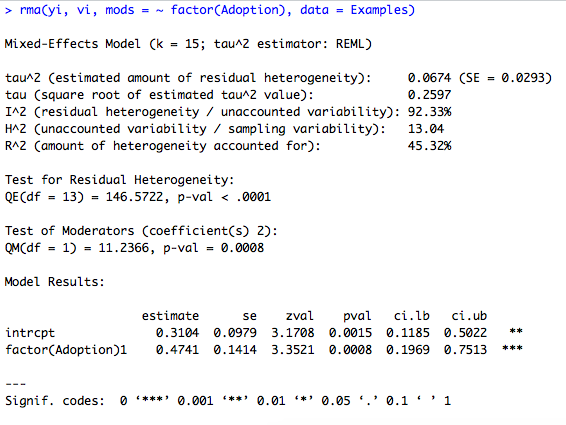 > rma(yi, vi, mods = ~ factor(Adoption), data = Examples)
Mixed-Effects Model (k = 15; tau^2 estimator: REML)
tau^2 (estimated amount of residual heterogeneity):     0.0674 (SE = 0.0293)
tau (square root of estimated tau^2 value):             0.2597
I^2 (residual heterogeneity / unaccounted variability): 92.33%
H^2 (unaccounted variability / sampling variability):   13.04
R^2 (amount of heterogeneity accounted for):            45.32%
Test for Residual Heterogeneity:
QE(df = 13) = 146.5722, p-val < .0001
Test of Moderators (coefficient(s) 2):
QM(df = 1) = 11.2366, p-val = 0.0008
Model Results:
                  estimate      se    zval    pval   ci.lb   ci.ub
intrcpt             0.3104  0.0979  3.1708  0.0015  0.1185  0.5022   **
factor(Adoption)1   0.4741  0.1414  3.3521  0.0008  0.1969  0.7513  ***
---
Signif. codes:  0 ‘***’ 0.001 ‘**’ 0.01 ‘*’ 0.05 ‘.’ 0.1 ‘ ’ 1